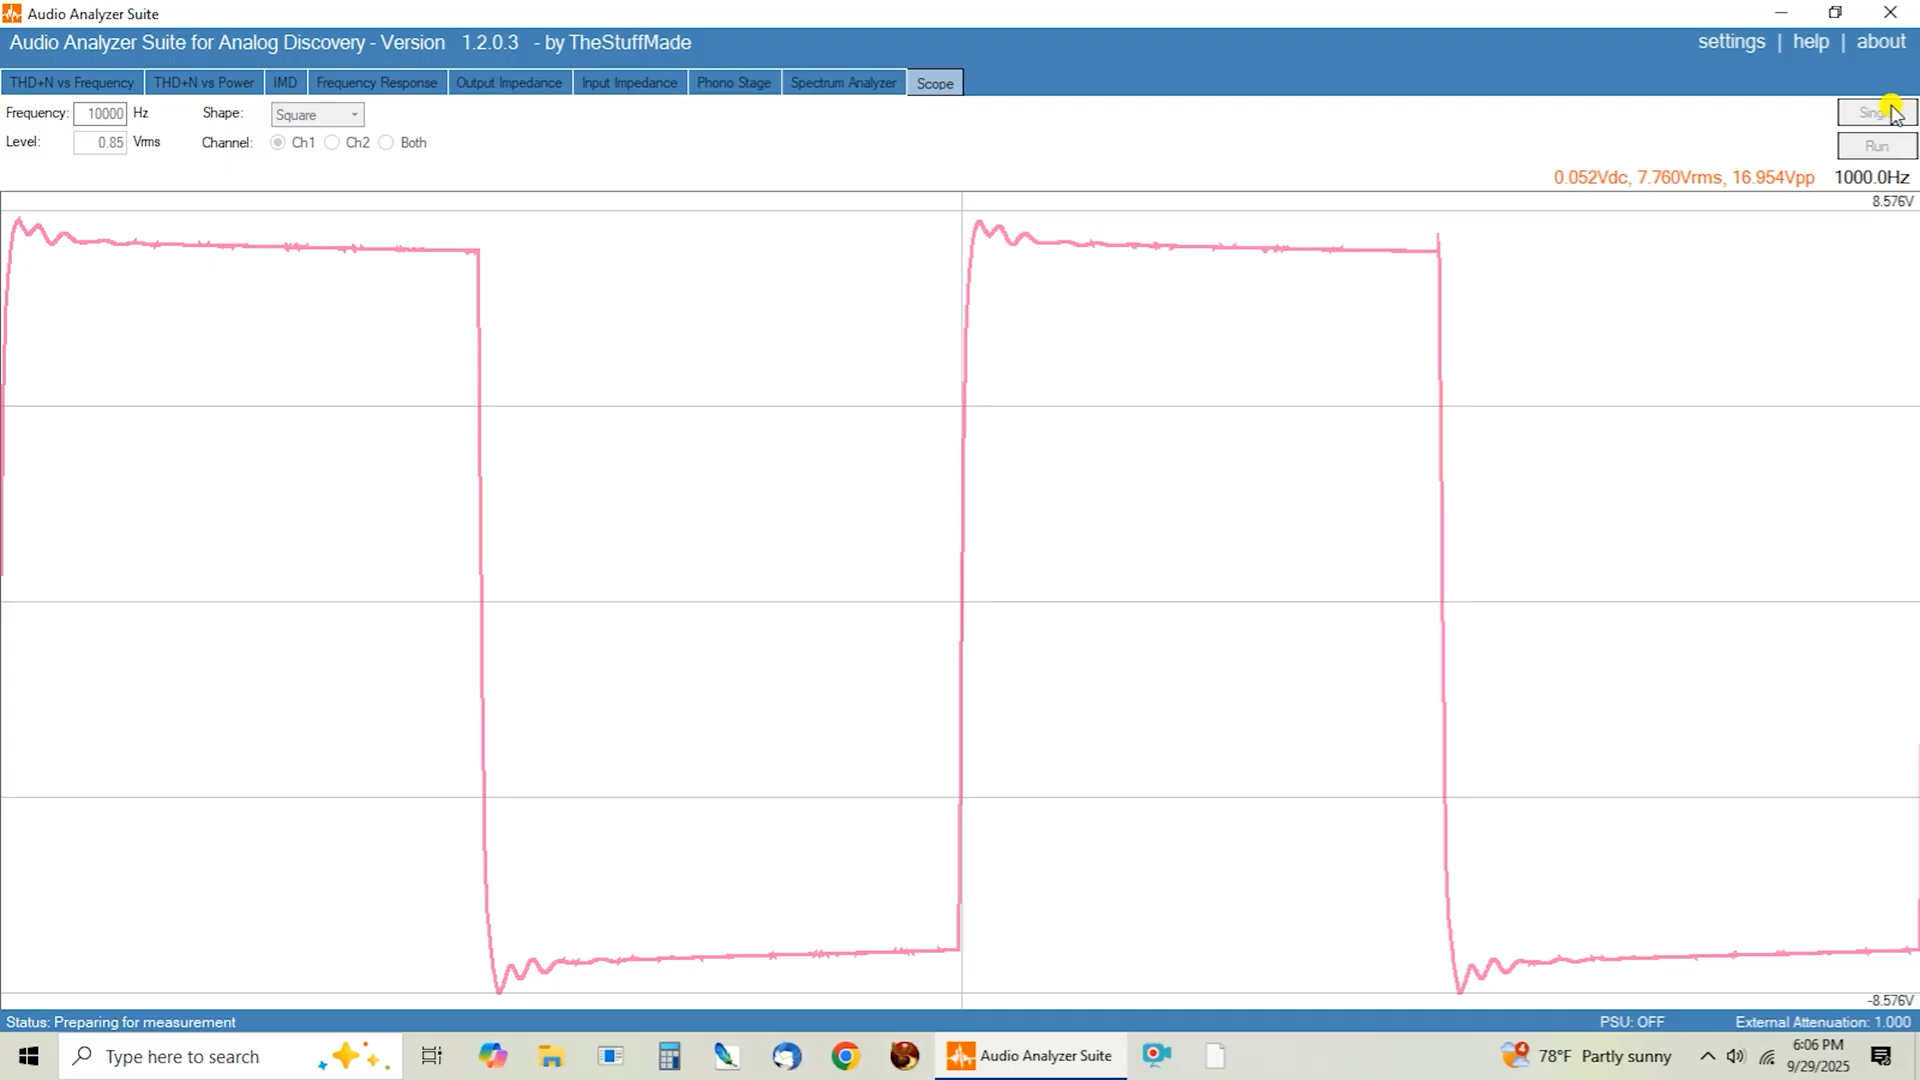 Audio Analyzer Suite
Audio Analyzer Suite for Analog Discovery - Version 1.2.0.3 - by TheStuffMade
settings | help | about
THD+N vs Frequency THD+N vs Power IMD Frequency Response Output Impedance Input Impedance Phono Stage Spectrum Analyzer Scope
Frequency: 10000 Hz Shape: Square
Level: 0.85 Vrms Channel: Ch1 Ch2 Both
Run
0.052Vdc, 7.760Vrms, 16.954Vpp 1000.0Hz
8.576V
-8.576V
Status: Preparing for measurement PSU: OFF External Attenuation: 1.000
Type here to search Audio Analyzer Suite 78°F Partly sunny 6:06 PM
9/29/2025